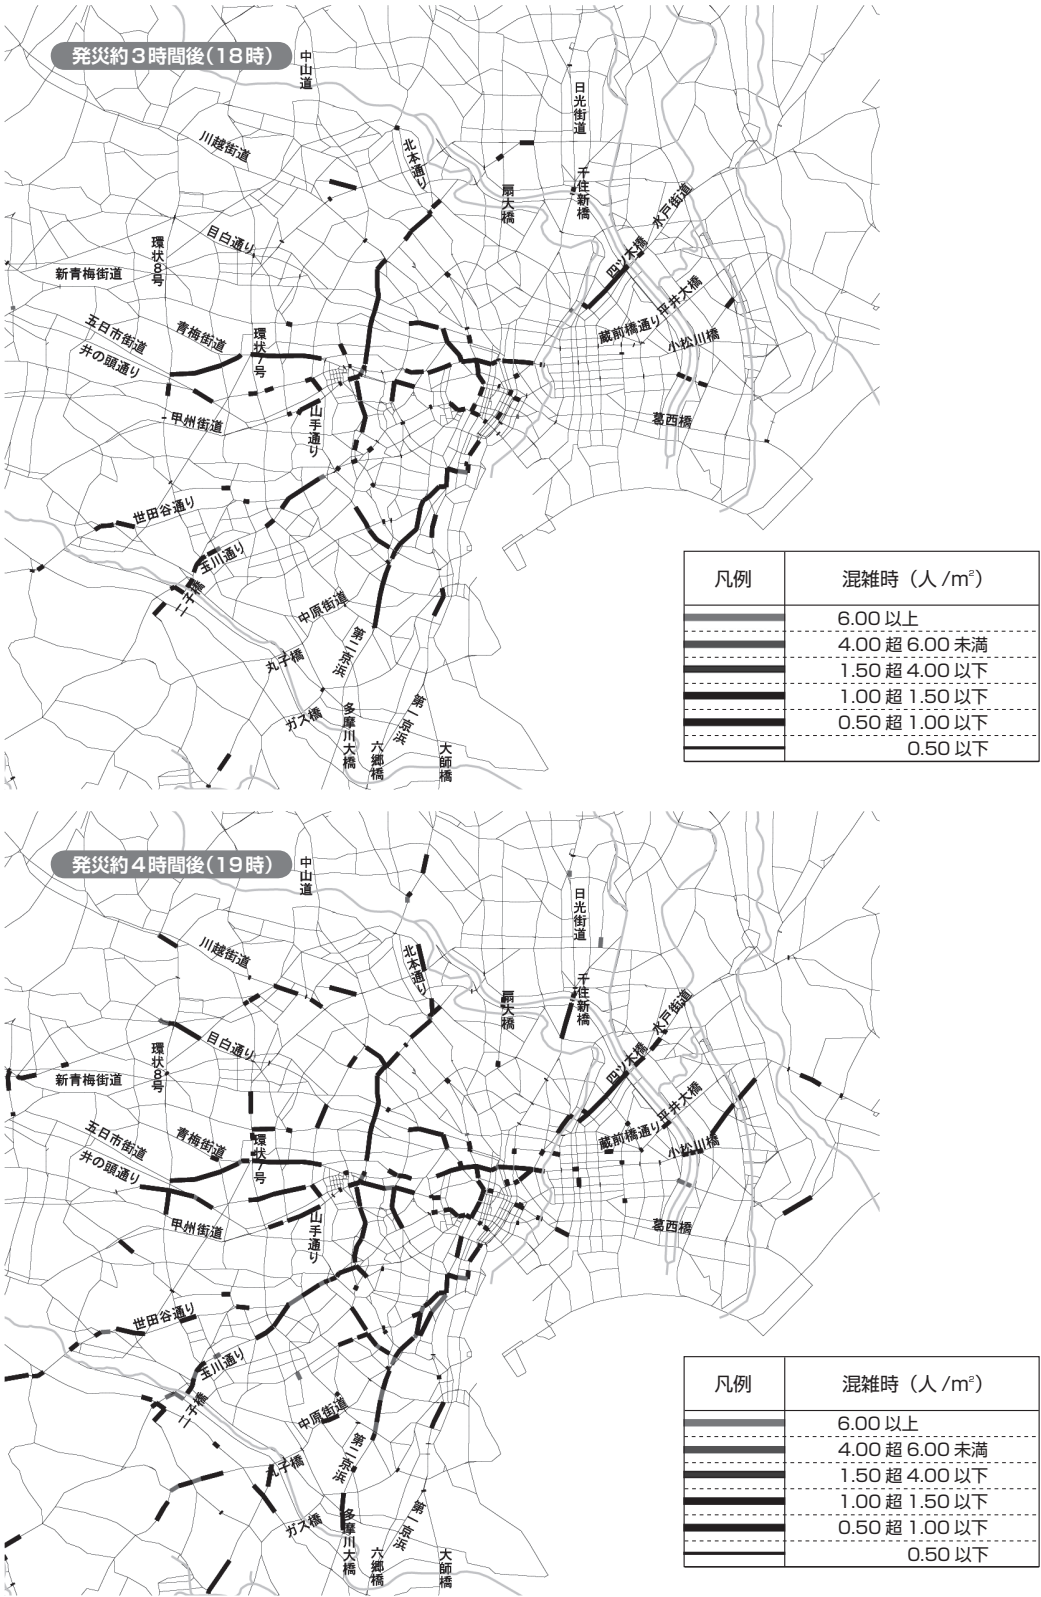 発災約3時間後(18時)
中山道
日光街道
川越街道
北本通り
千住新橋
扇大橋
水戸街道
目白通り
環状8号
四ツ木橋
新青梅街道
平井大橋
五日市街道
青梅街道
環状7号
蔵前橋通り
小松川橋
井の頭通り
山手通り
甲州街道
葛西橋
世田谷通り
玉川通り
二子橋
中原街道
第二京浜
丸子橋
ガス橋
多摩川大橋
第一京浜
六郷橋
大師橋
凡例 混雑時(人/㎡)
6.00以上
4.00超6.00未満
1.50超4.00以下
1.00超1.50以下
0.50超1.00以下
0.50以下
発災約4時間後(19時)
中山道
日光街道
川越街道
北本通り
千住新橋
扇大橋
水戸街道
目白通り
環状8号
四ツ木橋
新青梅街道
平井大橋
五日市街道
青梅街道
環状7号
蔵前橋通り
小松川橋
井の頭通り
山手通り
甲州街道
葛西橋
世田谷通り
玉川通り
二子橋
中原街道
第二京浜
丸子橋
ガス橋
多摩川大橋
第一京浜
六郷橋
大師橋
凡例 混雑時(人/㎡)
6.00以上
4.00超6.00未満
1.50超4.00以下
1.00超1.50以下
0.50超1.00以下
0.50以下